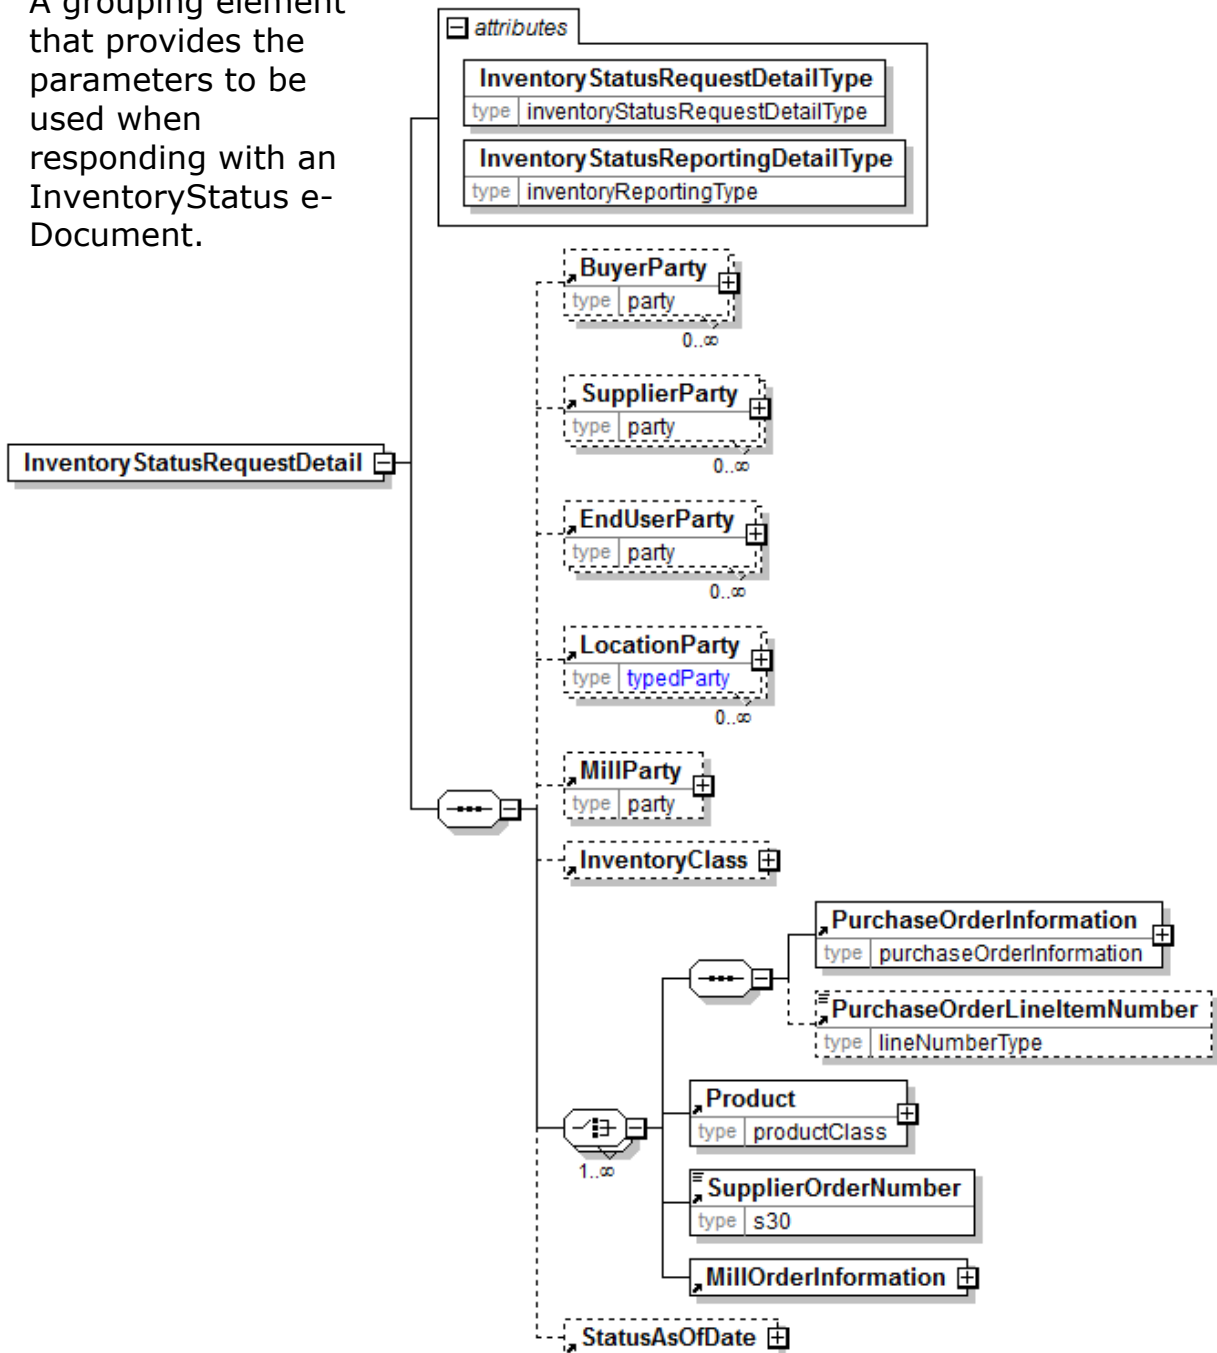 A grouping element
that provides the
parameters to be
used when
responding with an
InventoryStatus e-
Document.
attributes
InventoryStatusRequestDetailType
type inventoryStatusRequestDetailType
InventoryStatusReportingDetailType
type inventoryReportingType
BuyerParty
type party
0..∞
SupplierParty
type party
0..∞
InventoryStatusRequestDetail
EndUserParty
type party
0..∞
LocationParty
type typedParty
0..∞
MillParty
type party
InventoryClass
PurchaseOrderInformation
type purchaseOrderInformation
PurchaseOrderLineItemNumber
type lineNumberType
Product
type productClass
1..∞
SupplierOrderNumber
type s30
MillOrderInformation
StatusAsOfDate